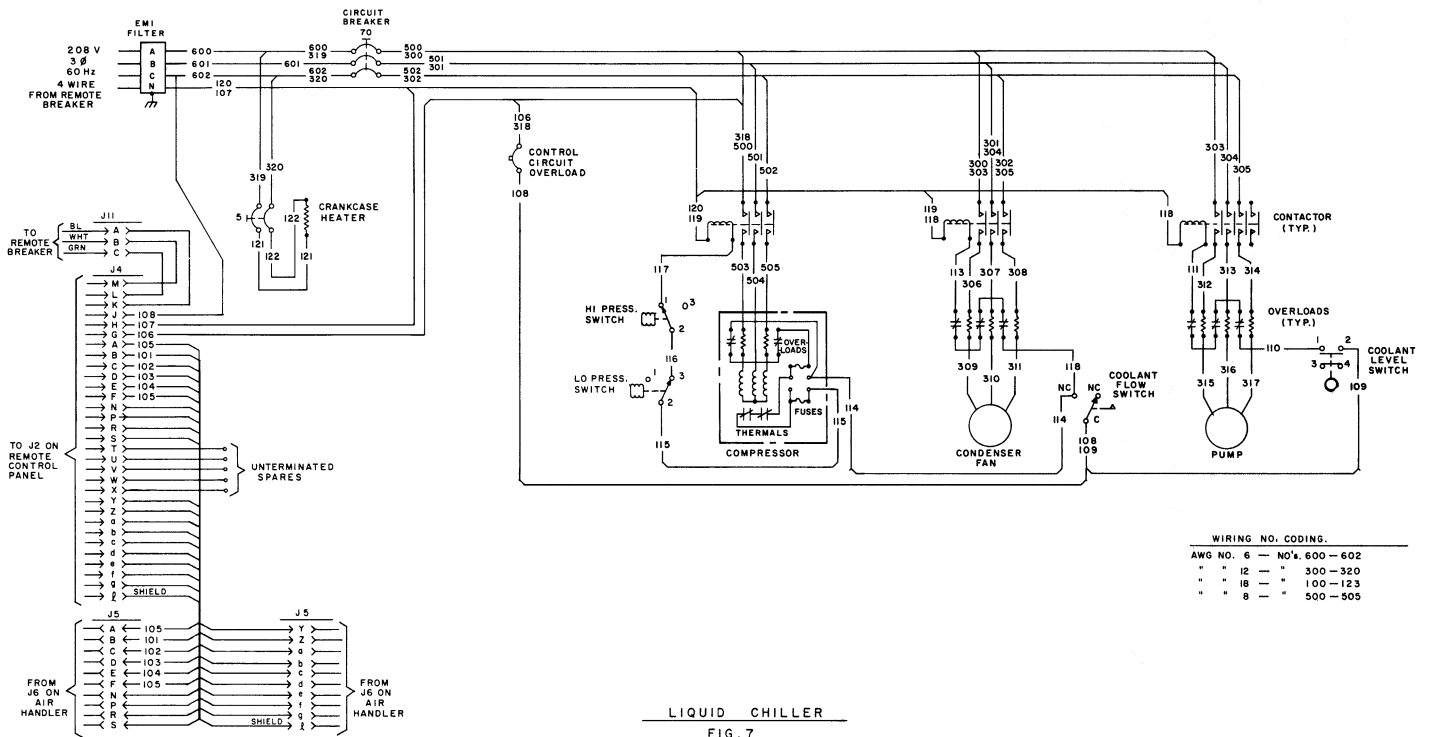 EMI
FILTER
CIRCUIT
BREAKER
70
208 V
3 Ø
60 Hz
4 WIRE
FROM REMOTE
BREAKER
A
B
C
N
600
601
602
120
107
601
600
319
602
320
500
300
501
301
502
302
319
320
5
122
121
122
121
CRANKCASE
HEATER
106
318
CONTROL
CIRCUIT
OVERLOAD
108
318
500
501
502
120
119
301
304
300
303
302
305
119
118
303
304
305
118
CONTACTOR
(TYP.)
J11
TO
REMOTE
BREAKER
BL A
WHT B
GRN C
J4
M
L
K
J 108
H 107
G 106
A 105
B 101
C 102
D 103
E 104
F 105
N
P
R
S
T
U
V
W
X
Y
Z
a
b
c
d
e
f
g
ℓ SHIELD
TO J2 ON
REMOTE
CONTROL
PANEL
UNTERMINATED
SPARES
117
HI PRESS.
SWITCH
1
3
2
116
LO PRESS.
SWITCH
1
3
2
115
503
504
505
OVER-
LOADS
FUSES
THERMALS
COMPRESSOR
114
115
113
306
307
308
309
310
311
CONDENSER
FAN
118
NC
NC
114
C
COOLANT
FLOW
SWITCH
108
109
111
312
313
314
OVERLOADS
(TYP.)
315
316
317
PUMP
110
1
2
3
4
COOLANT
LEVEL
SWITCH
109
WIRING NO. CODING.
AWG NO. 6 — NO's. 600 – 602
" " 12 — " 300 – 320
" " 18 — " 100 – 123
" " 8 — " 500 – 505
J5
A 105
B 101
C 102
D 103
E 104
F 105
N
P
R
S
FROM
J6 ON
AIR
HANDLER
SHIELD
J5
Y
Z
a
b
c
d
e
f
g
ℓ
FROM
J6 ON
AIR
HANDLER
LIQUID CHILLER
FIG. 7